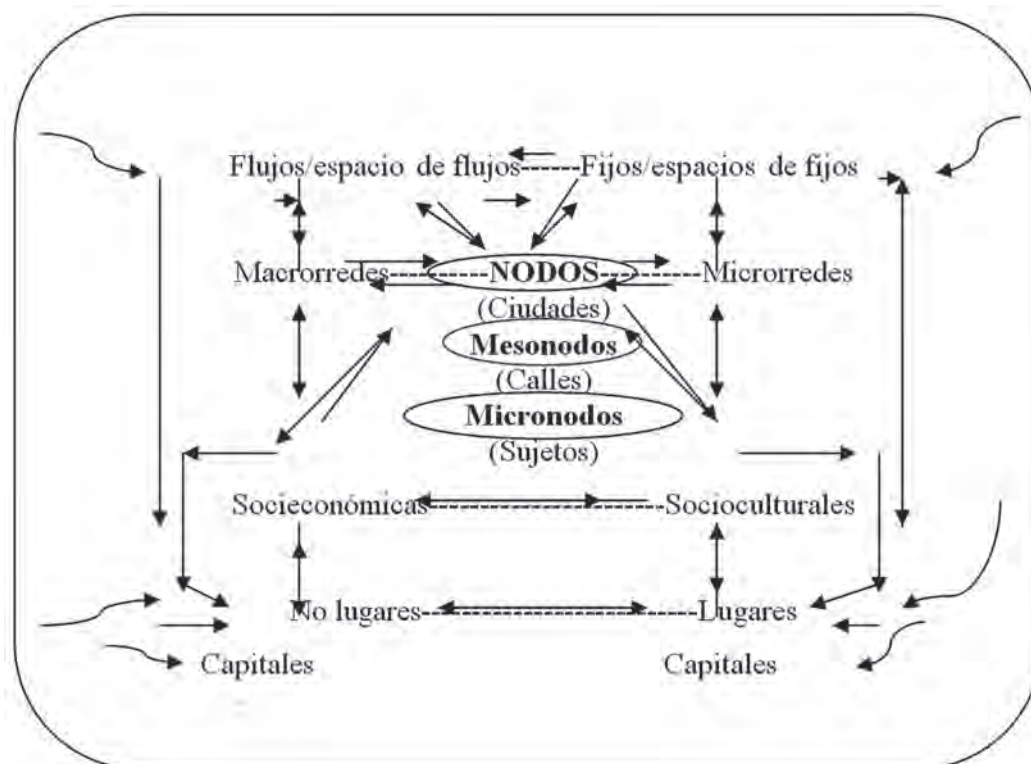 Flujos/espacio de flujos Fijos/espacios de fijos
Macrorredes NODOS Microrredes
(Ciudades)
Mesonodos
(Calles)
Micronodos
(Sujetos)
Socieconómicas Socioculturales
No lugares Lugares
Capitales Capitales